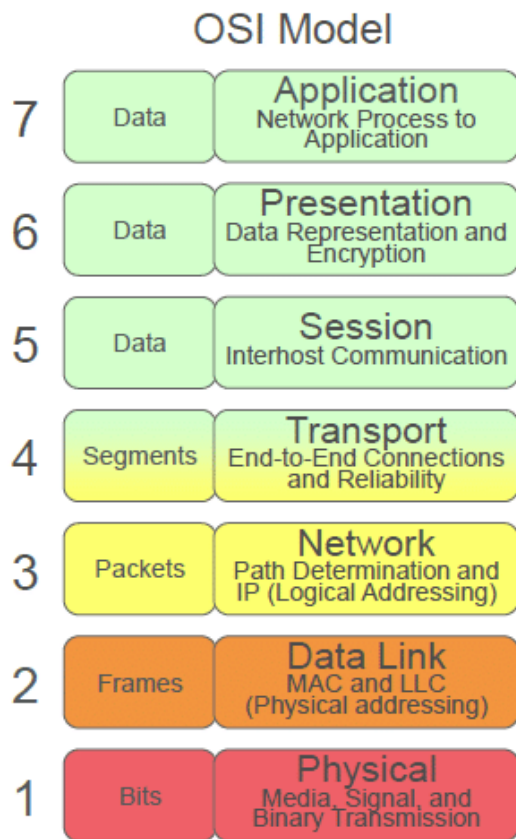 OSI Model
7
Data
Application
Network Process to
Application
6
Data
Presentation
Data Representation and
Encryption
5
Data
Session
Interhost Communication
4
Segments
Transport
End-to-End Connections
and Reliability
3
Packets
Network
Path Determination and
IP (Logical Addressing)
2
Frames
Data Link
MAC and LLC
(Physical addressing)
1
Bits
Physical
Media, Signal, and
Binary Transmission